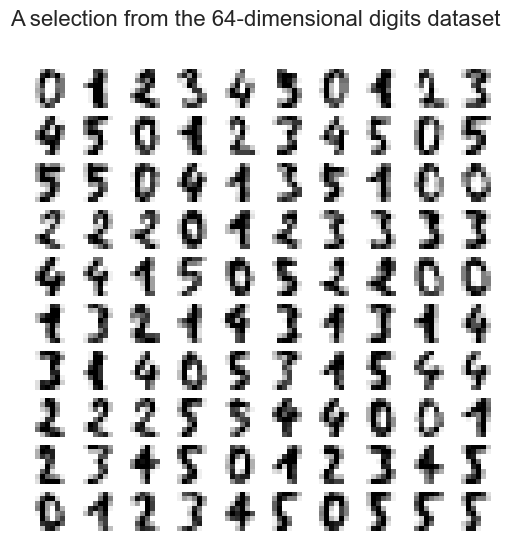 A selection from the 64-dimensional digits dataset
0 1 2 3 4 5 0 1 2 3
4 5 0 1 2 3 4 5 0 5
5 5 0 4 1 3 5 1 0 0
2 2 2 0 1 2 3 3 3 3
4 4 1 5 0 5 2 2 0 0
1 3 2 1 4 3 1 3 1 4
3 1 4 0 5 3 1 5 4 4
2 2 2 5 5 4 4 0 0 1
2 3 4 5 0 1 2 3 4 5
0 1 2 3 4 5 0 5 5 5